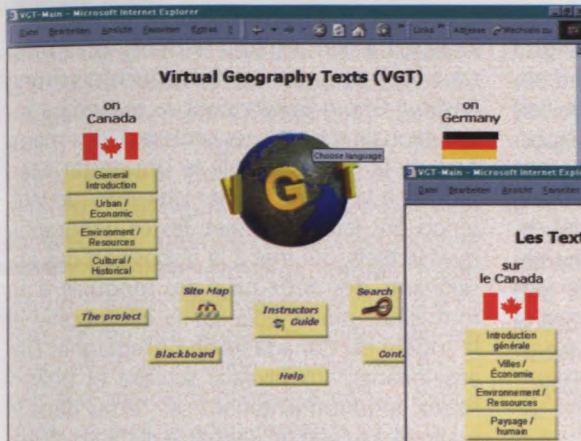 VGT-Main - Microsoft Internet Explorer
Datei Bearbeiten Ansicht Favoriten Extras ? Links Adresse Wechseln zu
Virtual Geography Texts (VGT)
on
Canada
on
Germany
General
Introduction
Urban /
Economic
Environment /
Resources
Cultural /
Historical
VGT
Choose language
Site Map
Search
The project
Instructors
Guide
Blackboard
Cont.
Help
VGT-Main - Microsoft Internet Explo
Datei Bearbeiten Ansicht Favoriten
Les Text
sur
le Canada
Introduction
générale
Villes /
Économie
Environnement /
Ressources
Paysage /
humain